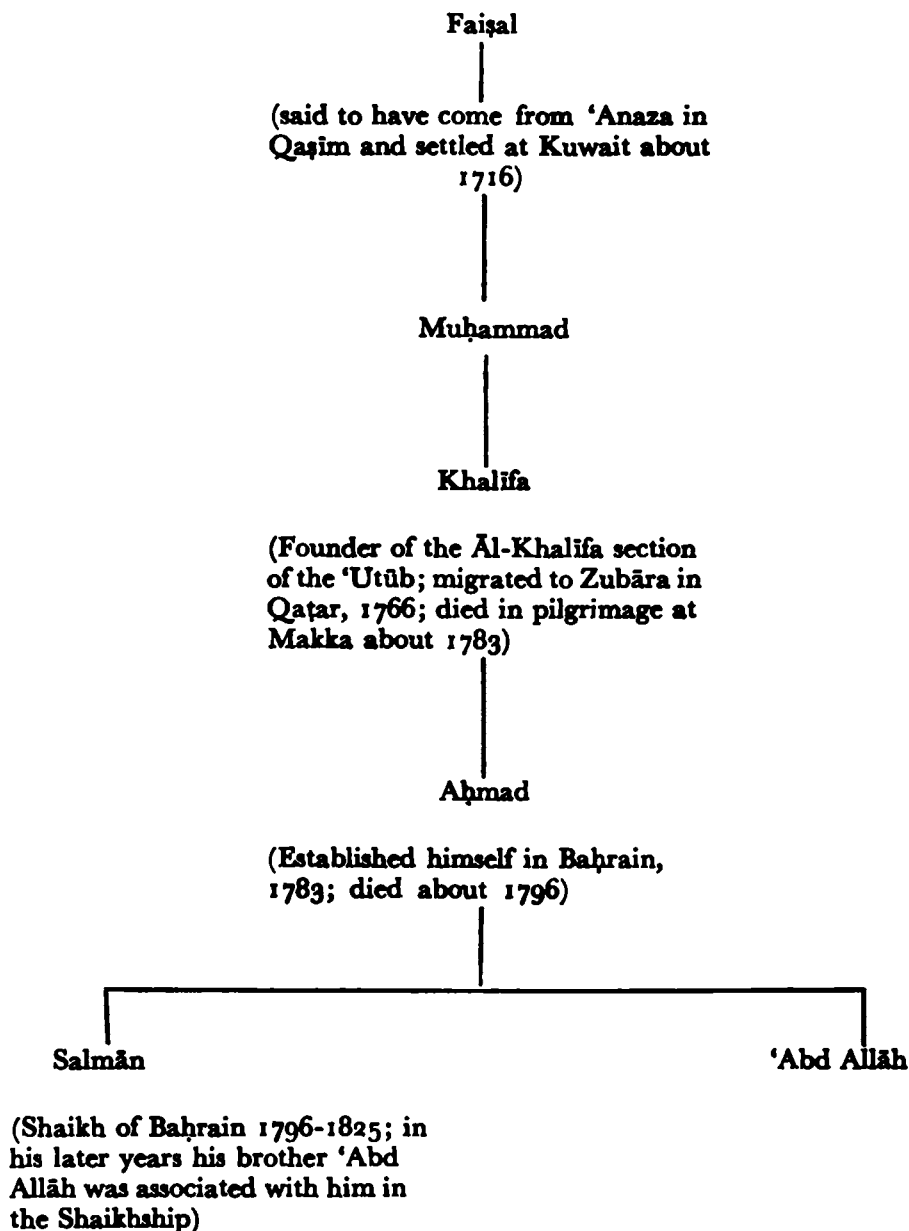 Faiṣal
(said to have come from ‘Anaza in
Qaṣīm and settled at Kuwait about
1716)
Muḥammad
Khalīfa
(Founder of the Āl-Khalīfa section
of the ‘Utūb; migrated to Zubāra in
Qaṭar, 1766; died in pilgrimage at
Makka about 1783)
Aḥmad
(Established himself in Baḥrain,
1783; died about 1796)
Salmān
‘Abd Allāh
(Shaikh of Baḥrain 1796-1825; in
his later years his brother ‘Abd
Allāh was associated with him in
the Shaikhship)